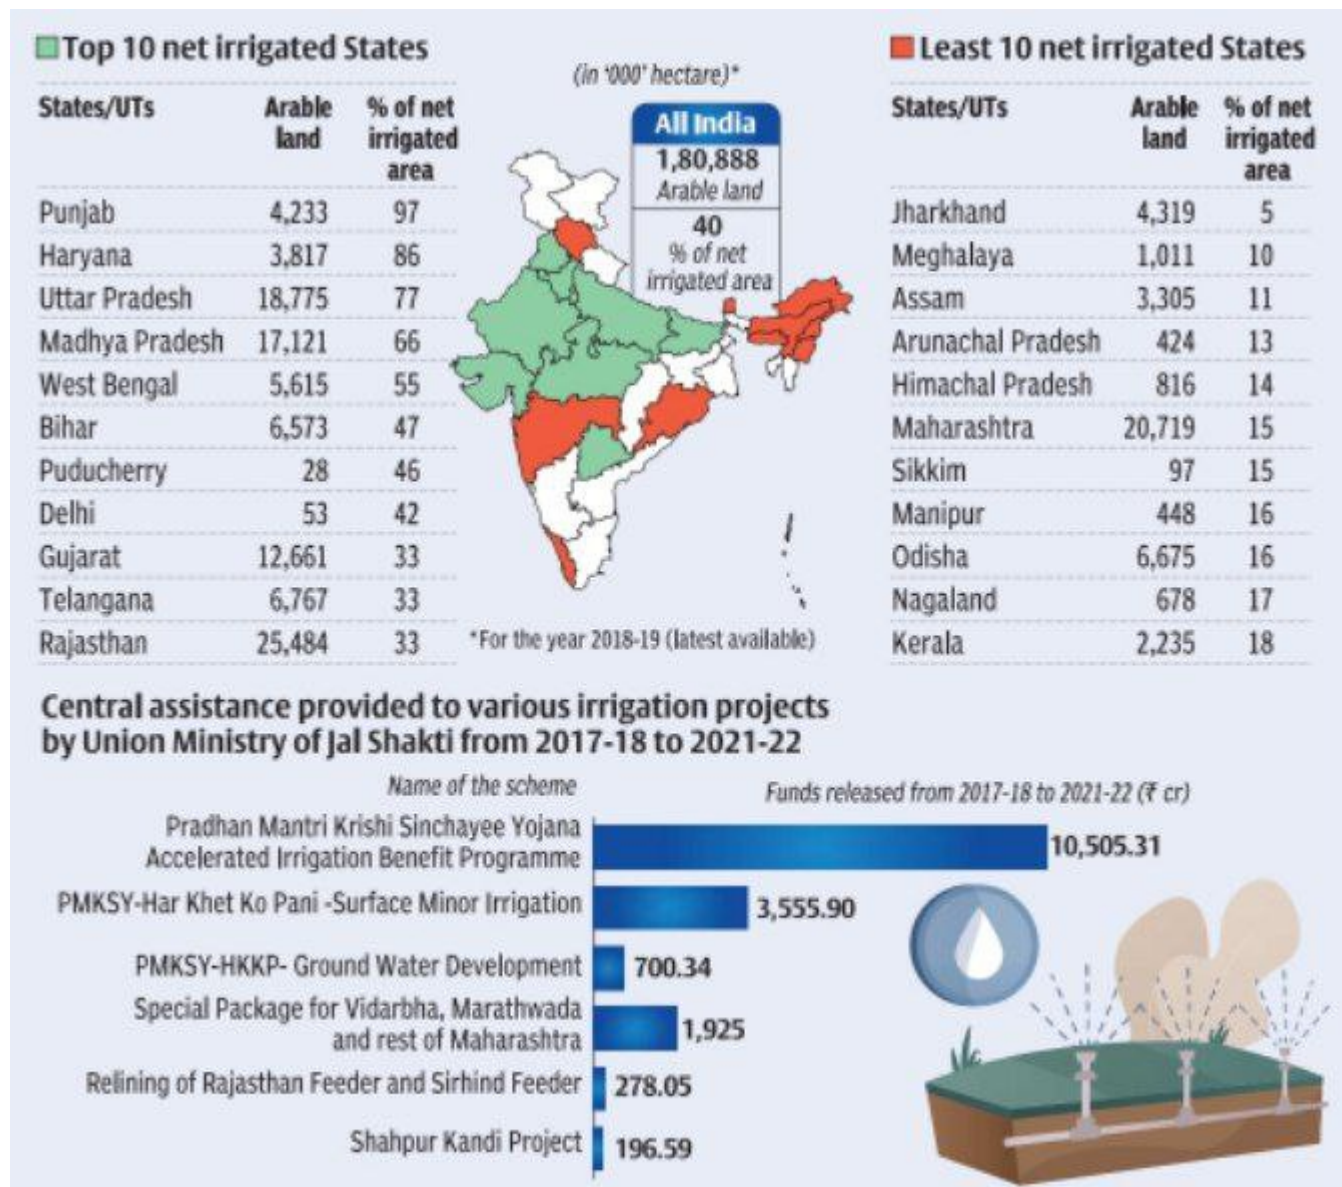 Top 10 net irrigated States
States/UTs Arable land % of net irrigated area
Punjab 4,233 97
Haryana 3,817 86
Uttar Pradesh 18,775 77
Madhya Pradesh 17,121 66
West Bengal 5,615 55
Bihar 6,573 47
Puducherry 28 46
Delhi 53 42
Gujarat 12,661 33
Telangana 6,767 33
Rajasthan 25,484 33
(in '000' hectare)*
All India
1,80,888
Arable land
40
% of net
irrigated area
*For the year 2018-19 (latest available)
Least 10 net irrigated States
States/UTs Arable land % of net irrigated area
Jharkhand 4,319 5
Meghalaya 1,011 10
Assam 3,305 11
Arunachal Pradesh 424 13
Himachal Pradesh 816 14
Maharashtra 20,719 15
Sikkim 97 15
Manipur 448 16
Odisha 6,675 16
Nagaland 678 17
Kerala 2,235 18
Central assistance provided to various irrigation projects
by Union Ministry of Jal Shakti from 2017-18 to 2021-22
Name of the scheme Funds released from 2017-18 to 2021-22 (₹ cr)
Pradhan Mantri Krishi Sinchayee Yojana
Accelerated Irrigation Benefit Programme 10,505.31
PMKSY-Har Khet Ko Pani -Surface Minor Irrigation 3,555.90
PMKSY-HKKP- Ground Water Development 700.34
Special Package for Vidarbha, Marathwada
and rest of Maharashtra 1,925
Relining of Rajasthan Feeder and Sirhind Feeder 278.05
Shahpur Kandi Project 196.59